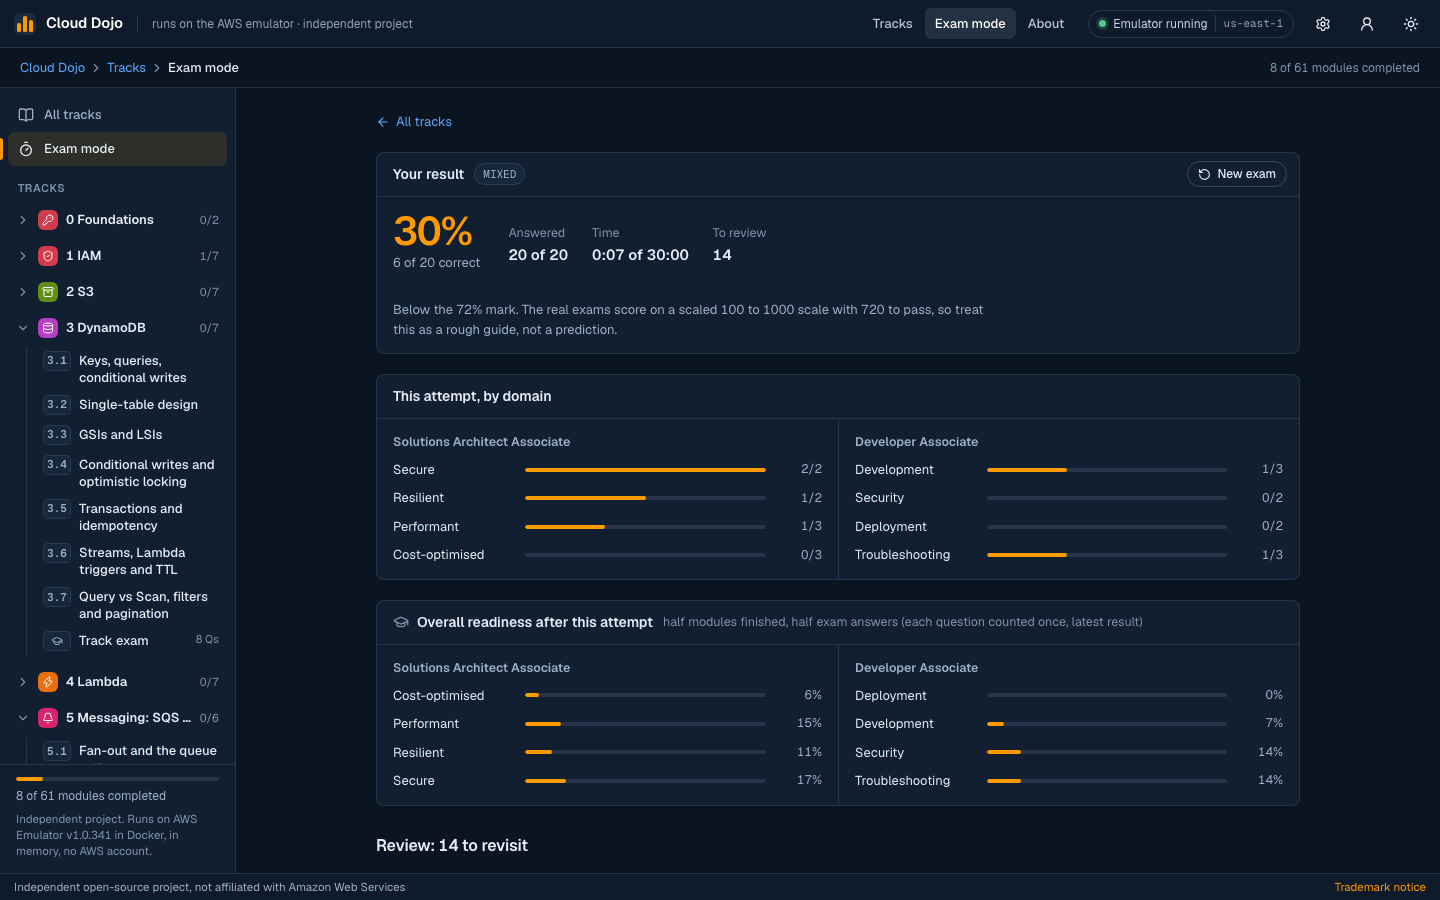 Cloud Dojo
runs on the AWS emulator · independent project
Tracks
Exam mode
About
Emulator running
us-east-1
Cloud Dojo > Tracks > Exam mode
8 of 61 modules completed
All tracks
Exam mode
TRACKS
0 Foundations 0/2
1 IAM 1/7
2 S3 0/7
3 DynamoDB 0/7
3.1 Keys, queries,
conditional writes
3.2 Single-table design
3.3 GSIs and LSIs
3.4 Conditional writes and
optimistic locking
3.5 Transactions and
idempotency
3.6 Streams, Lambda
triggers and TTL
3.7 Query vs Scan, filters
and pagination
Track exam 8 Qs
4 Lambda 0/7
5 Messaging: SQS ... 0/6
5.1 Fan-out and the queue
8 of 61 modules completed
Independent project. Runs on AWS
Emulator v1.0.341 in Docker, in
memory, no AWS account.
← All tracks
Your result MIXED
New exam
30%
6 of 20 correct
Answered
20 of 20
Time
0:07 of 30:00
To review
14
Below the 72% mark. The real exams score on a scaled 100 to 1000 scale with 720 to pass, so treat
this as a rough guide, not a prediction.
This attempt, by domain
Solutions Architect Associate
Secure 2/2
Resilient 1/2
Performant 1/3
Cost-optimised 0/3
Developer Associate
Development 1/3
Security 0/2
Deployment 0/2
Troubleshooting 1/3
Overall readiness after this attempt half modules finished, half exam answers (each question counted once, latest result)
Solutions Architect Associate
Cost-optimised 6%
Performant 15%
Resilient 11%
Secure 17%
Developer Associate
Deployment 0%
Development 7%
Security 14%
Troubleshooting 14%
Review: 14 to revisit
Independent open-source project, not affiliated with Amazon Web Services
Trademark notice